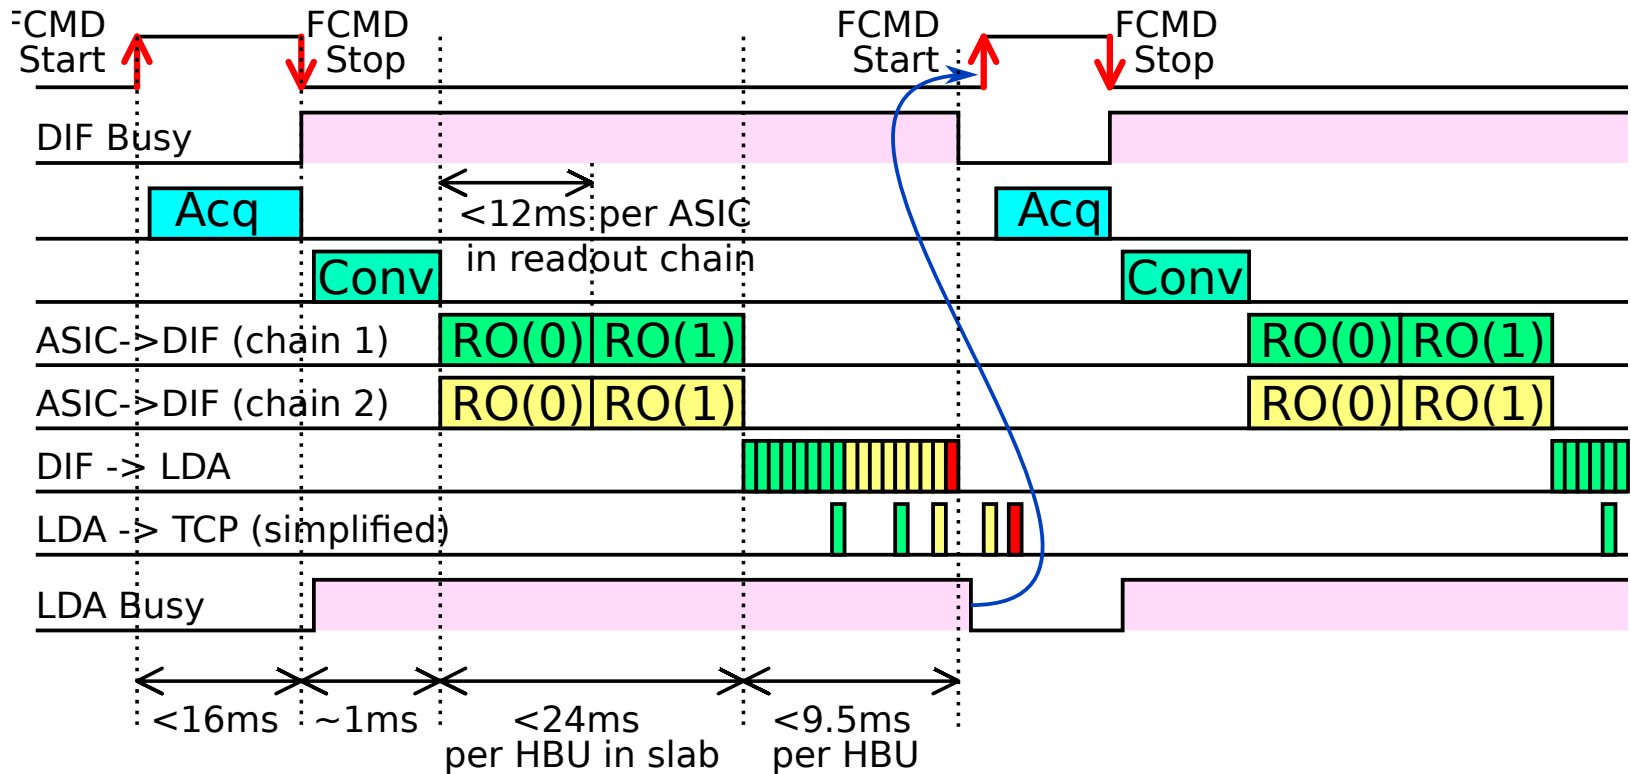 FCMD
Start
FCMD
Stop
FCMD
Start
FCMD
Stop
DIF Busy
Acq
Acq
<12ms per ASIC
in readout chain
Conv
Conv
ASIC->DIF (chain 1)
RO(0)
RO(1)
RO(0)
RO(1)
ASIC->DIF (chain 2)
RO(0)
RO(1)
RO(0)
RO(1)
DIF -> LDA
LDA -> TCP (simplified)
LDA Busy
<16ms
~1ms
<24ms
per HBU in slab
<9.5ms
per HBU